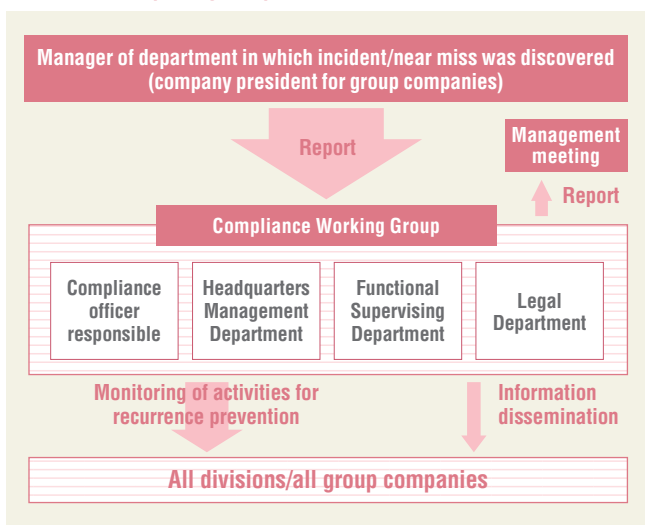 Manager of department in which incident/near miss was discovered
(company president for group companies)
Report
Management
meeting
Report
Compliance Working Group
Compliance
officer
responsible
Headquarters
Management
Department
Functional
Supervising
Department
Legal
Department
Monitoring of activities for
recurrence prevention
Information
dissemination
All divisions/all group companies